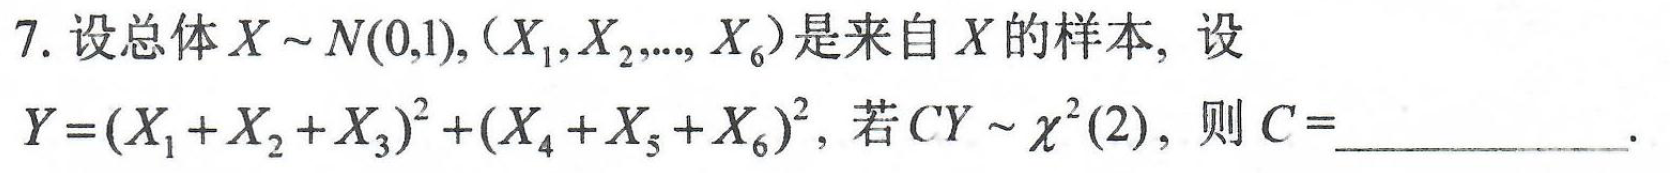 7. 设总体 X ~ N(0,1), (X₁, X₂,..., X₆) 是来自 X 的样本, 设
Y=(X₁+X₂+X₃)²+(X₄+X₅+X₆)², 若 CY ~ χ²(2), 则 C=____________.